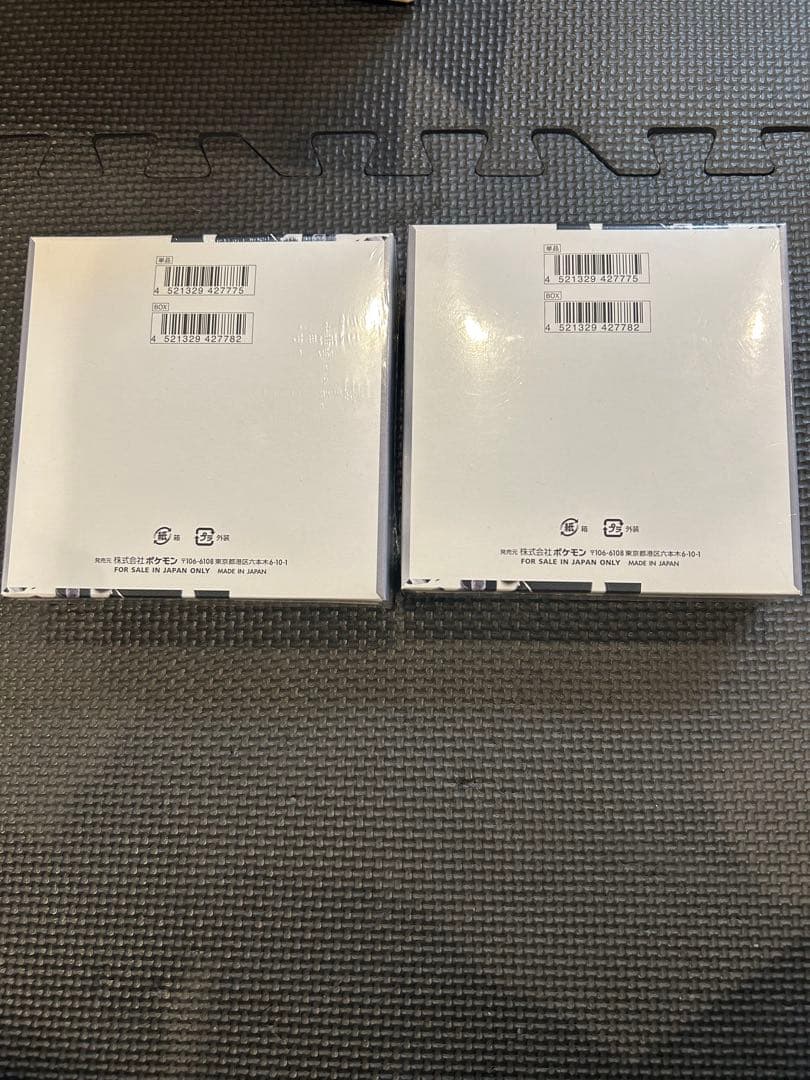 単品
4 521329 427775
BOX
4 521329 427782
紙 箱 プラ 外装
発売元 株式会社ポケモン 〒106-6108 東京都港区六本木6-10-1
FOR SALE IN JAPAN ONLY MADE IN JAPAN
単品
4 521329 427775
BOX
4 521329 427782
紙 箱 プラ 外装
発売元 株式会社ポケモン 〒106-6108 東京都港区六本木6-10-1
FOR SALE IN JAPAN ONLY MADE IN JAPAN